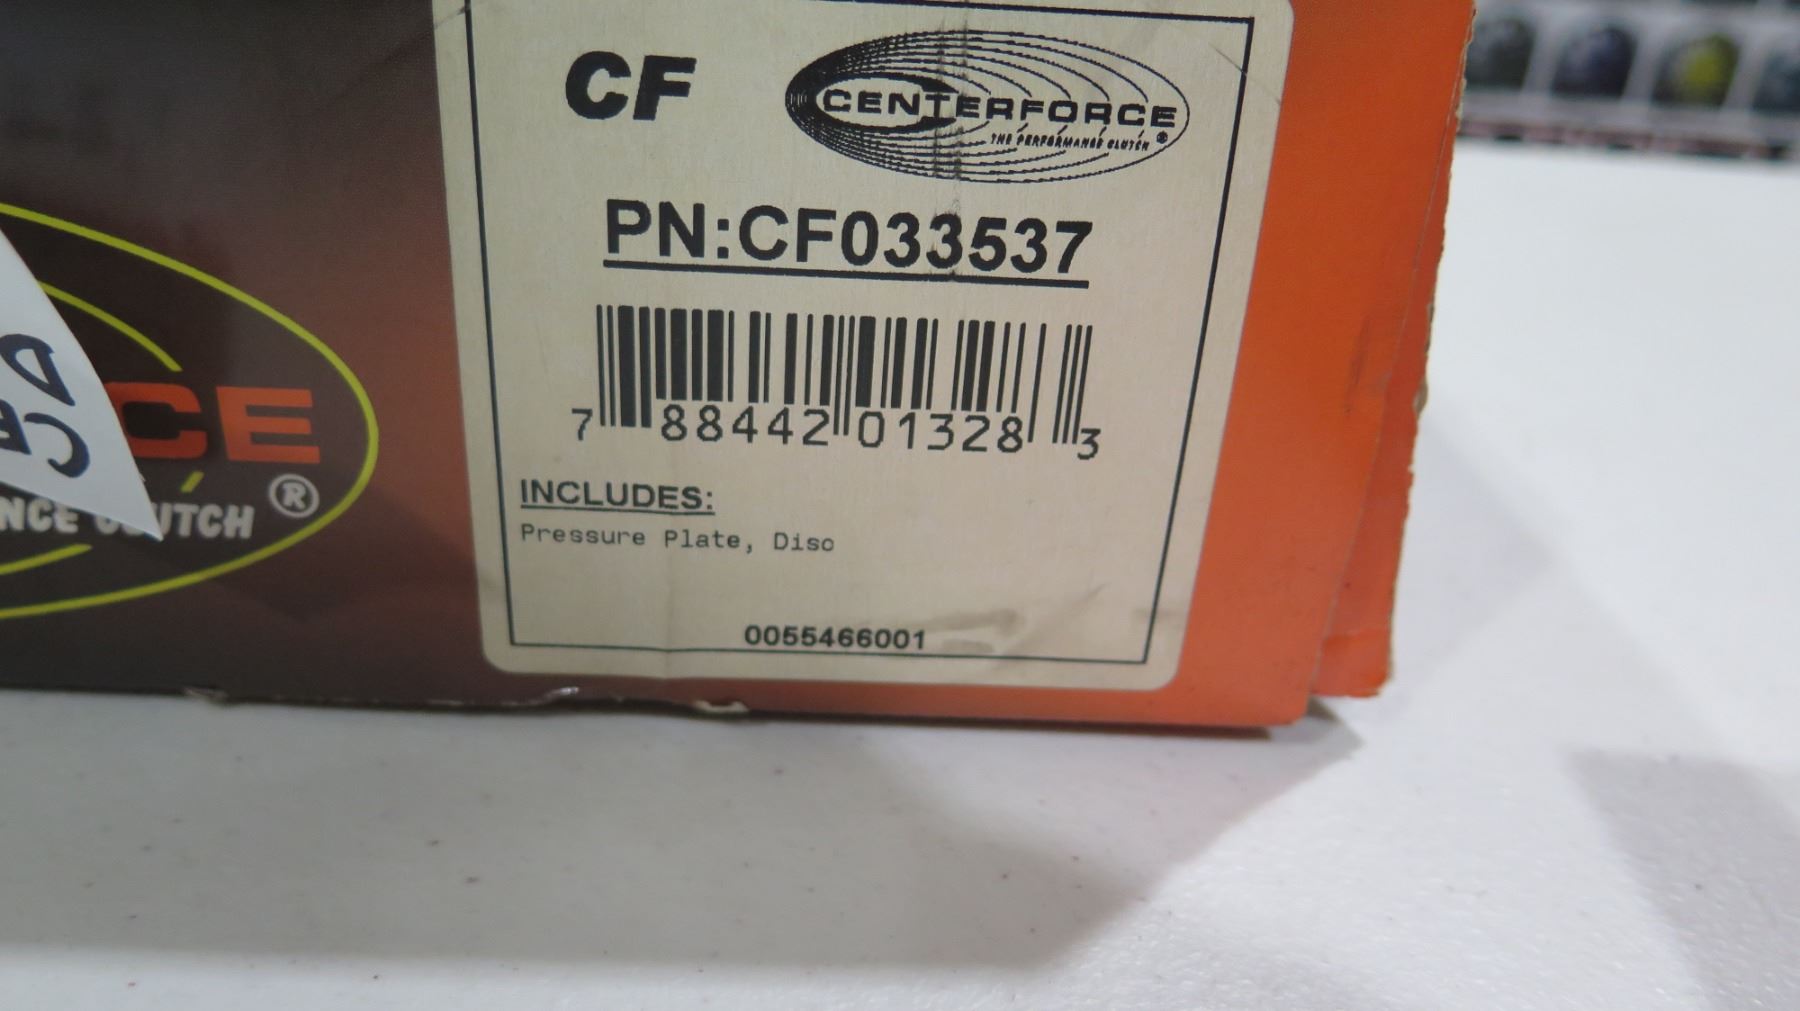 CF CENTERFORCE
THE PERFORMANCE CLUTCH ®
PN:CF033537
7 88442 01328 3
INCLUDES:
Pressure Plate, Disc
0055466001
CE
NCE CLUTCH ®